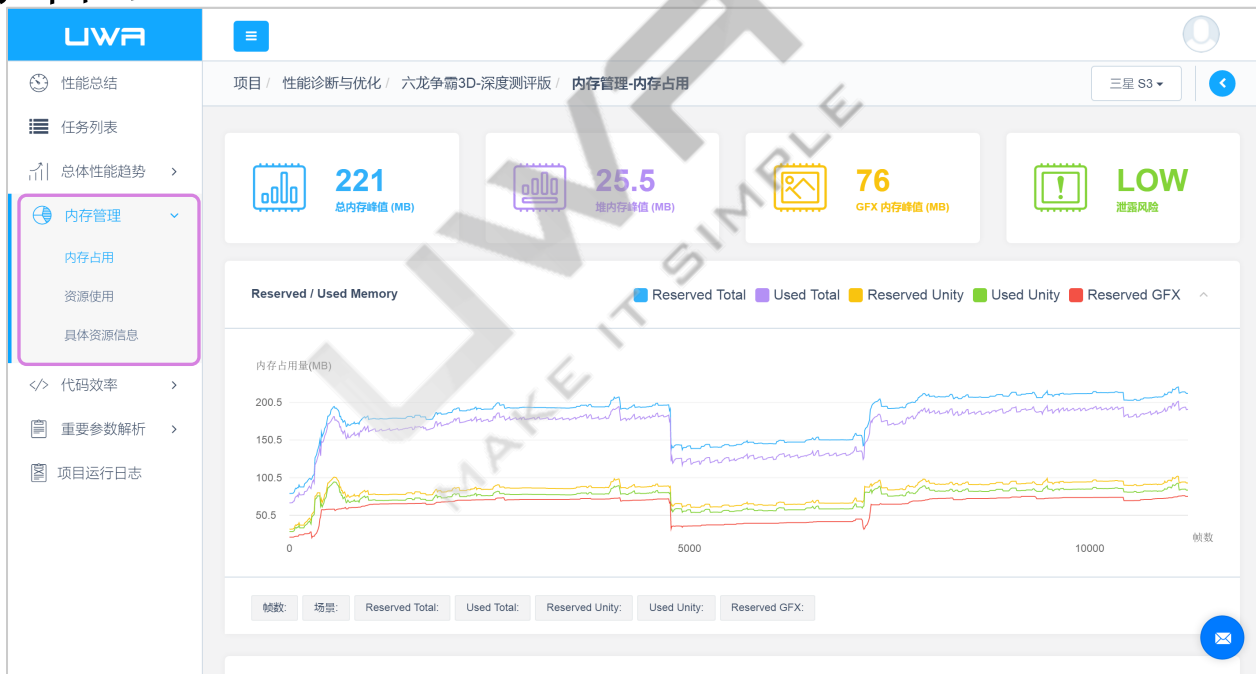 UWA
项目 / 性能诊断与优化 / 六龙争霸3D-深度测评版 / 内存管理-内存占用
三星 S3
性能总结
任务列表
总体性能趋势
内存管理
内存占用
资源使用
具体资源信息
代码效率
重要参数解析
项目运行日志
221
总内存峰值 (MB)
25.5
堆内存峰值 (MB)
76
GFX 内存峰值 (MB)
LOW
泄露风险
Reserved / Used Memory
Reserved Total Used Total Reserved Unity Used Unity Reserved GFX
内存占用量(MB)
200.5
150.5
100.5
50.5
0 5000 10000
帧数
帧数: 场景: Reserved Total: Used Total: Reserved Unity: Used Unity: Reserved GFX:
UWA
MAKE IT SIMPLE